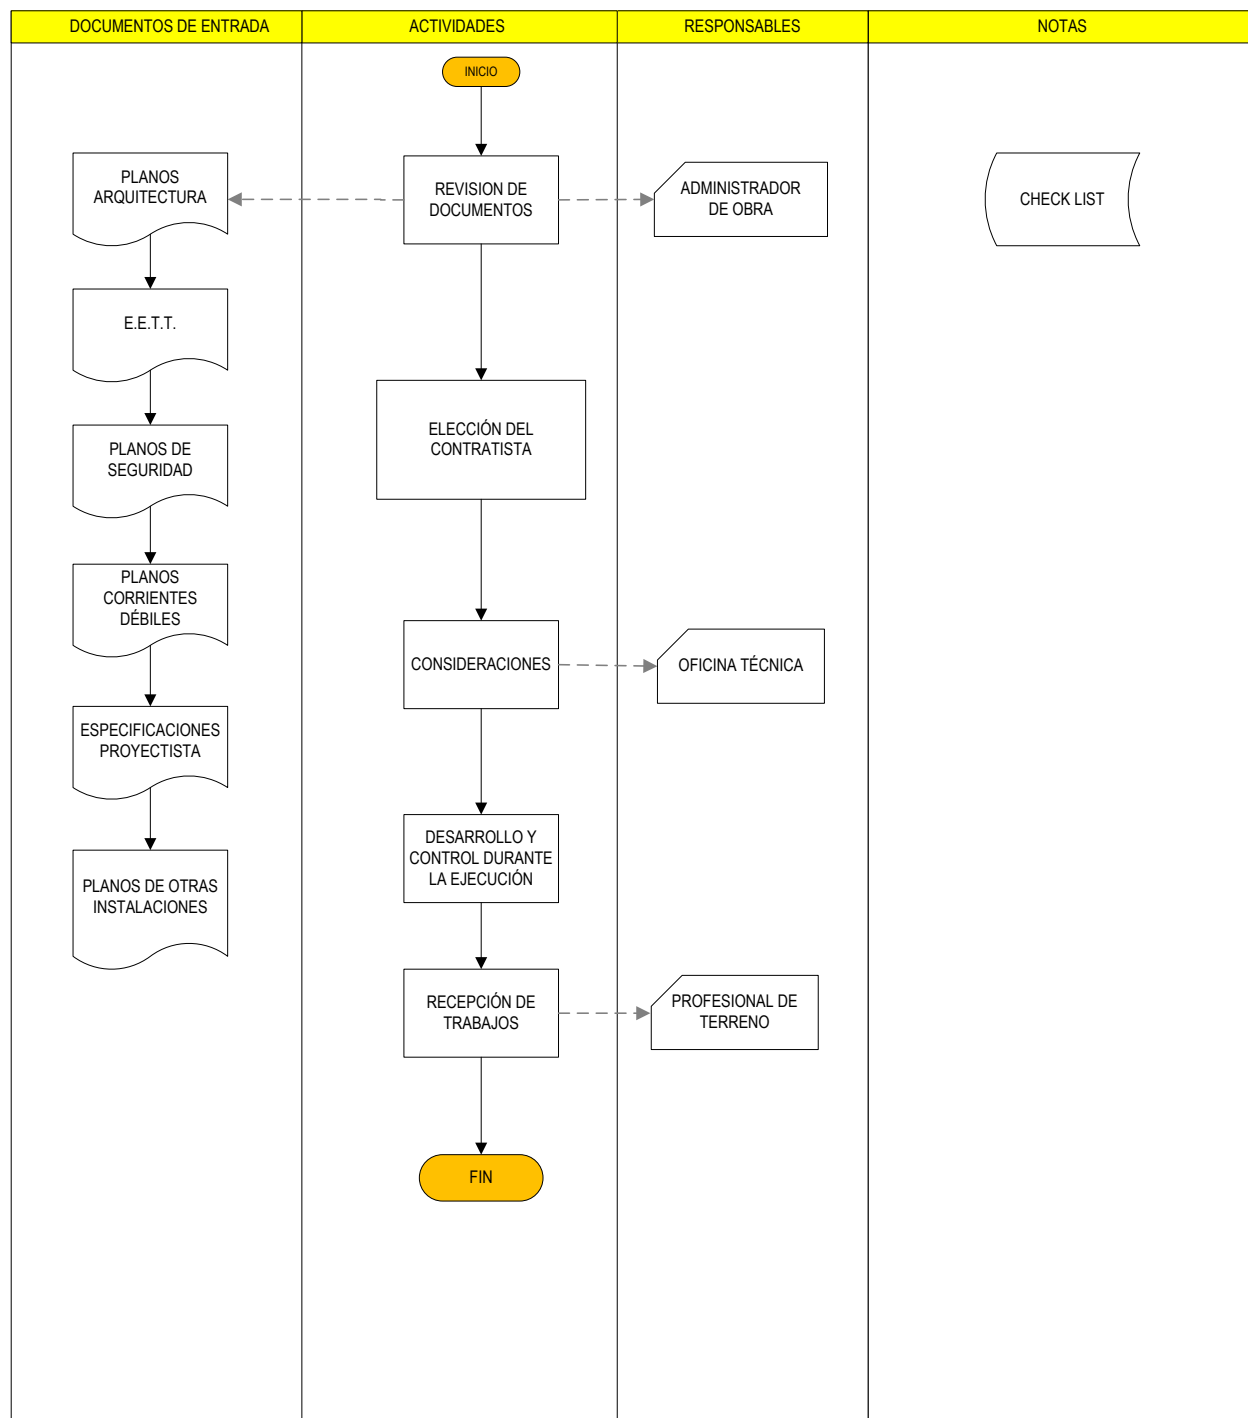 DOCUMENTOS DE ENTRADA
ACTIVIDADES
RESPONSABLES
NOTAS
INICIO
PLANOS
ARQUITECTURA
REVISION DE
DOCUMENTOS
ADMINISTRADOR
DE OBRA
CHECK LIST
E.E.T.T.
ELECCIÓN DEL
CONTRATISTA
PLANOS DE
SEGURIDAD
PLANOS
CORRIENTES
DÉBILES
CONSIDERACIONES
OFICINA TÉCNICA
ESPECIFICACIONES
PROYECTISTA
DESARROLLO Y
CONTROL DURANTE
LA EJECUCIÓN
PLANOS DE OTRAS
INSTALACIONES
RECEPCIÓN DE
TRABAJOS
PROFESIONAL DE
TERRENO
FIN